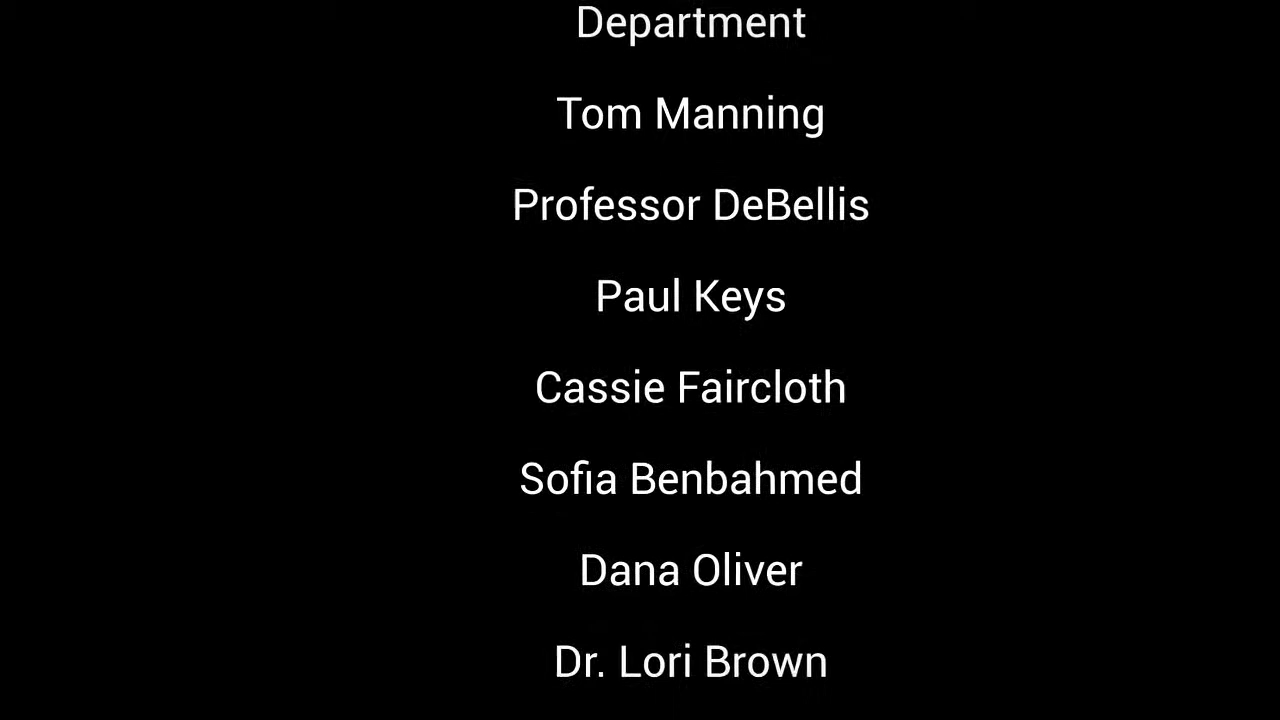 Department
Tom Manning
Professor DeBellis
Paul Keys
Cassie Faircloth
Sofia Benbahmed
Dana Oliver
Dr. Lori Brown